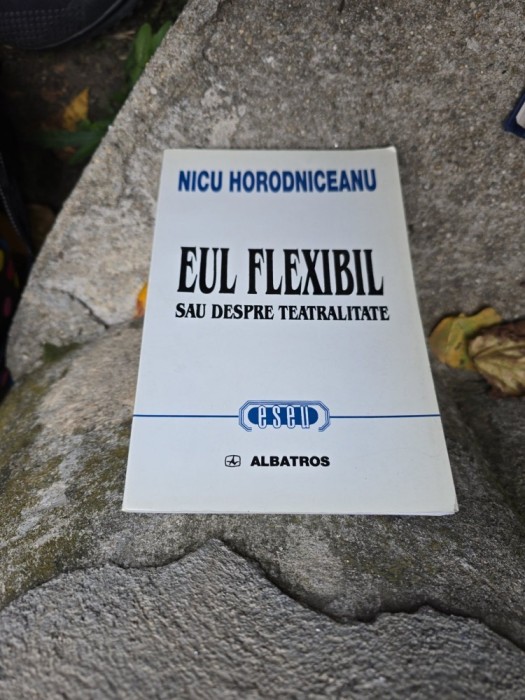 NICU HORODNICEANU
EUL FLEXIBIL
SAU DESPRE TEATRALITATE
eseu
ALBATROS